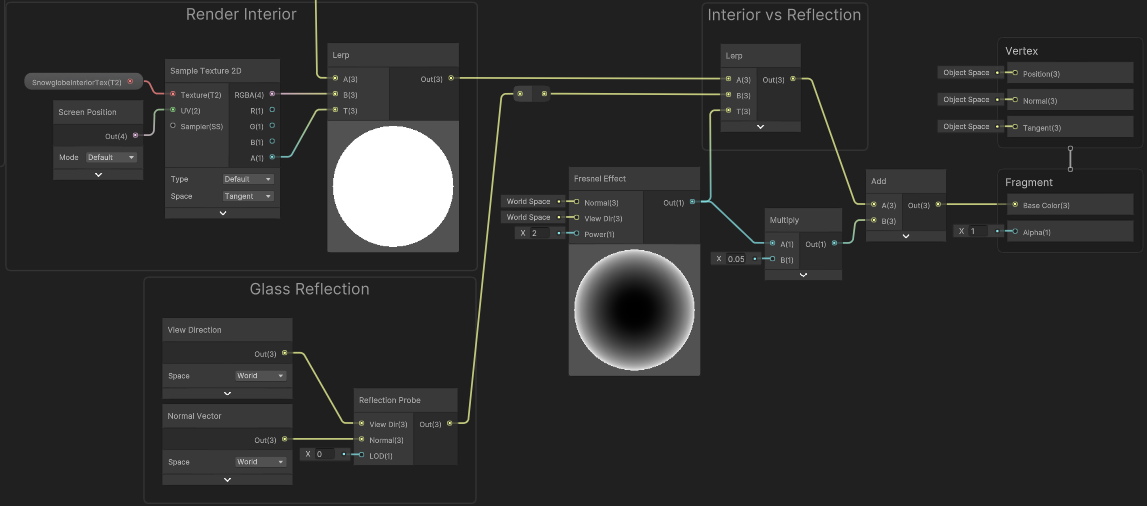 Render Interior
SnowglobeInteriorTex(T2)
Sample Texture 2D
Texture(T2) RGBA(4)
UV(2) R(1)
Sampler(SS) G(1)
B(1)
A(1)
Type Default
Space Tangent
Screen Position
Out(4)
Mode Default
Lerp
A(3) Out(3)
B(3)
T(3)
Glass Reflection
View Direction
Out(3)
Space World
Normal Vector
Out(3)
Space World
Reflection Probe
View Dir(3) Out(3)
Normal(3)
X 0 LOD(1)
Fresnel Effect
World Space Normal(3) Out(1)
World Space View Dir(3)
X 2 Power(1)
Interior vs Reflection
Lerp
A(3) Out(3)
B(3)
T(3)
Multiply
A(1) Out(1)
X 0.05 B(1)
Add
A(3) Out(3)
B(3)
Vertex
Object Space Position(3)
Object Space Normal(3)
Object Space Tangent(3)
Fragment
Base Color(3)
X 1 Alpha(1)